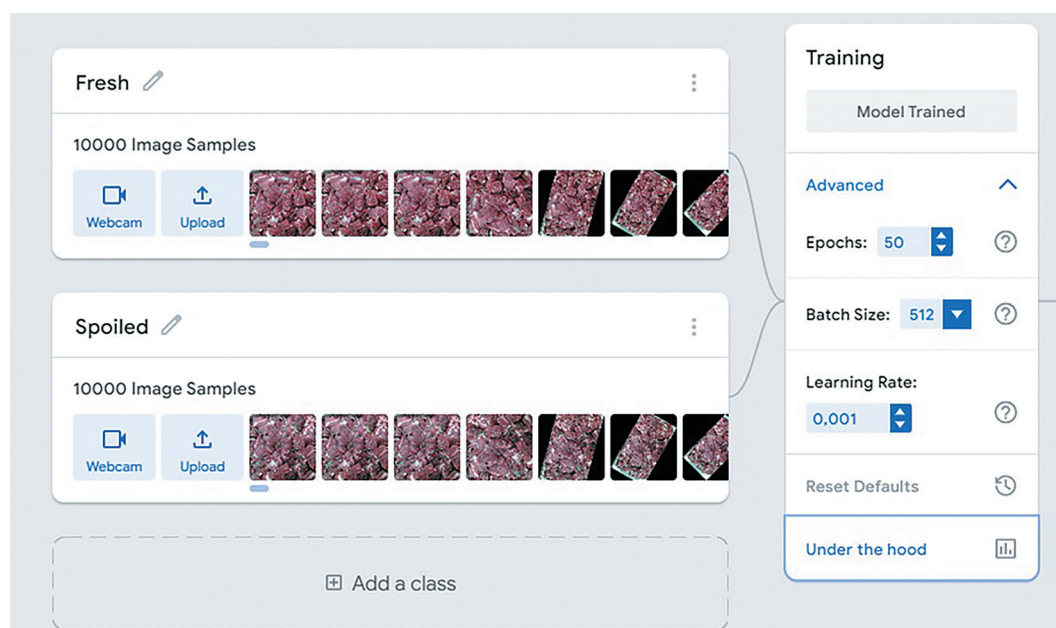 Fresh
10000 Image Samples
Webcam
Upload
Spoiled
10000 Image Samples
Webcam
Upload
Add a class
Training
Model Trained
Advanced
Epochs: 50
Batch Size: 512
Learning Rate:
0,001
Reset Defaults
Under the hood